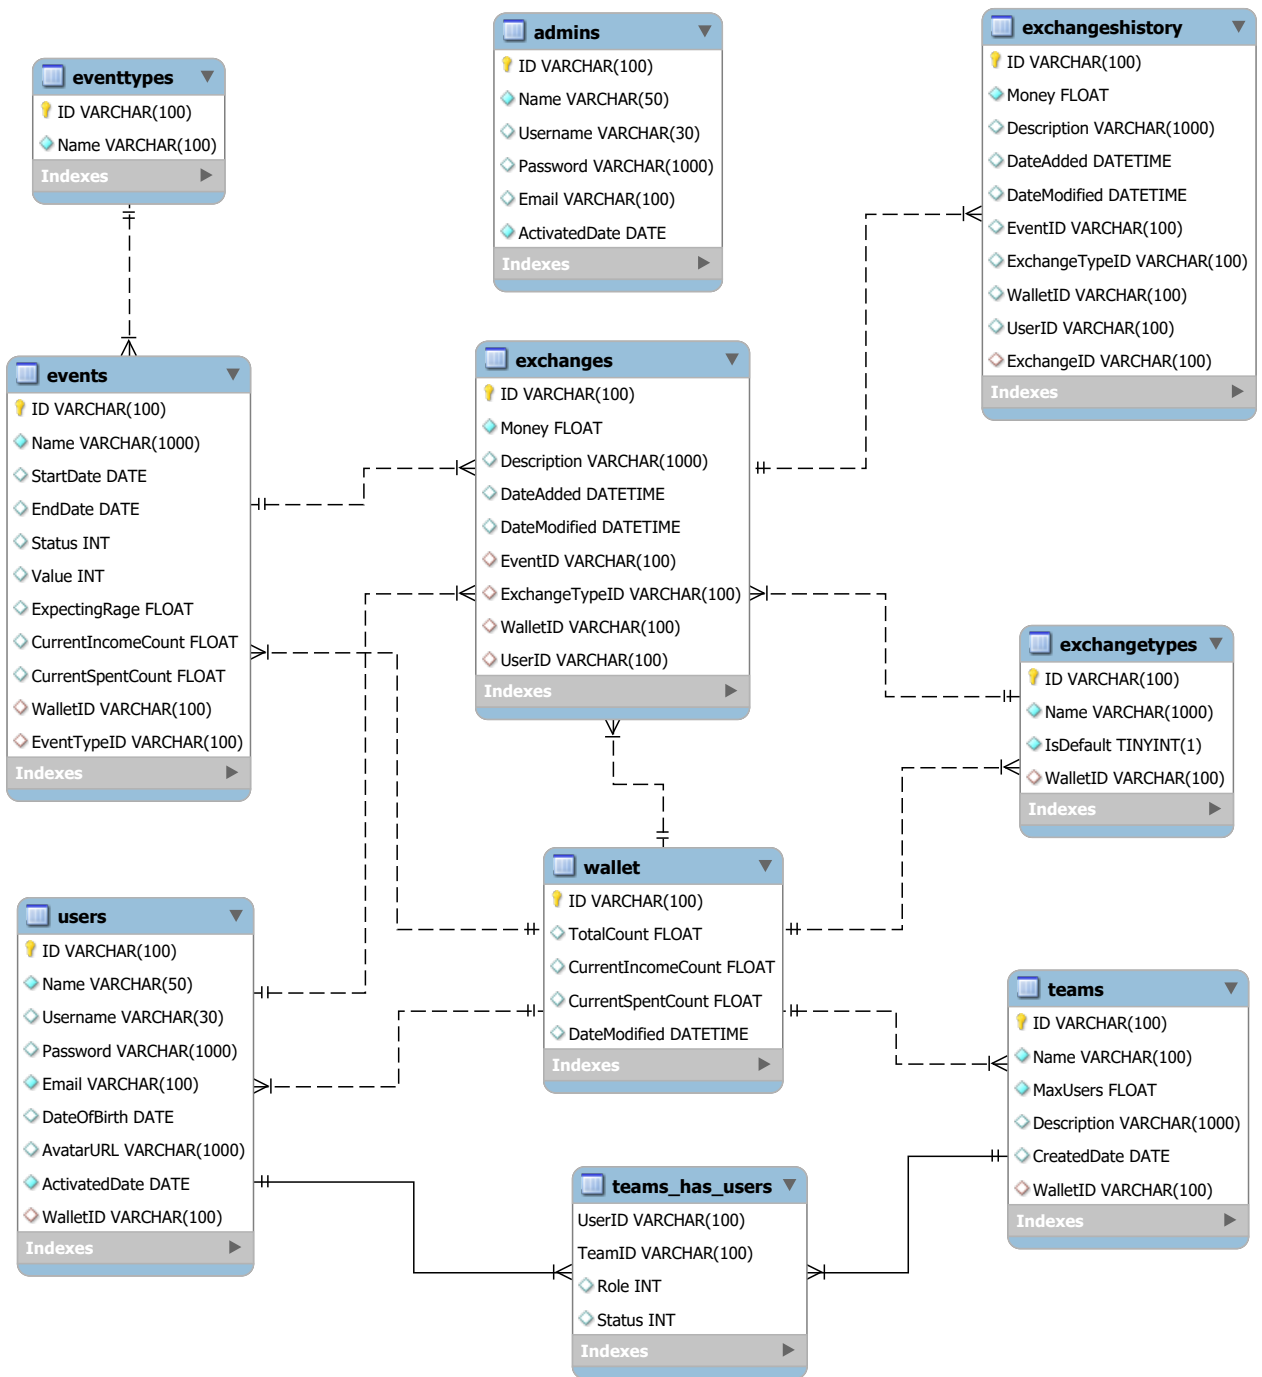 admins
ID VARCHAR(100)
Name VARCHAR(50)
Username VARCHAR(30)
Password VARCHAR(1000)
Email VARCHAR(100)
ActivatedDate DATE
Indexes
exchangeshistory
ID VARCHAR(100)
Money FLOAT
Description VARCHAR(1000)
DateAdded DATETIME
DateModified DATETIME
EventID VARCHAR(100)
ExchangeTypeID VARCHAR(100)
WalletID VARCHAR(100)
UserID VARCHAR(100)
ExchangeID VARCHAR(100)
Indexes
eventtypes
ID VARCHAR(100)
Name VARCHAR(100)
Indexes
events
ID VARCHAR(100)
Name VARCHAR(1000)
StartDate DATE
EndDate DATE
Status INT
Value INT
ExpectingRage FLOAT
CurrentIncomeCount FLOAT
CurrentSpentCount FLOAT
WalletID VARCHAR(100)
EventTypeID VARCHAR(100)
Indexes
exchanges
ID VARCHAR(100)
Money FLOAT
Description VARCHAR(1000)
DateAdded DATETIME
DateModified DATETIME
EventID VARCHAR(100)
ExchangeTypeID VARCHAR(100)
WalletID VARCHAR(100)
UserID VARCHAR(100)
Indexes
exchangetypes
ID VARCHAR(100)
Name VARCHAR(1000)
IsDefault TINYINT(1)
WalletID VARCHAR(100)
Indexes
wallet
ID VARCHAR(100)
TotalCount FLOAT
CurrentIncomeCount FLOAT
CurrentSpentCount FLOAT
DateModified DATETIME
Indexes
users
ID VARCHAR(100)
Name VARCHAR(50)
Username VARCHAR(30)
Password VARCHAR(1000)
Email VARCHAR(100)
DateOfBirth DATE
AvatarURL VARCHAR(1000)
ActivatedDate DATE
WalletID VARCHAR(100)
Indexes
teams
ID VARCHAR(100)
Name VARCHAR(100)
MaxUsers FLOAT
Description VARCHAR(1000)
CreatedDate DATE
WalletID VARCHAR(100)
Indexes
teams_has_users
UserID VARCHAR(100)
TeamID VARCHAR(100)
Role INT
Status INT
Indexes